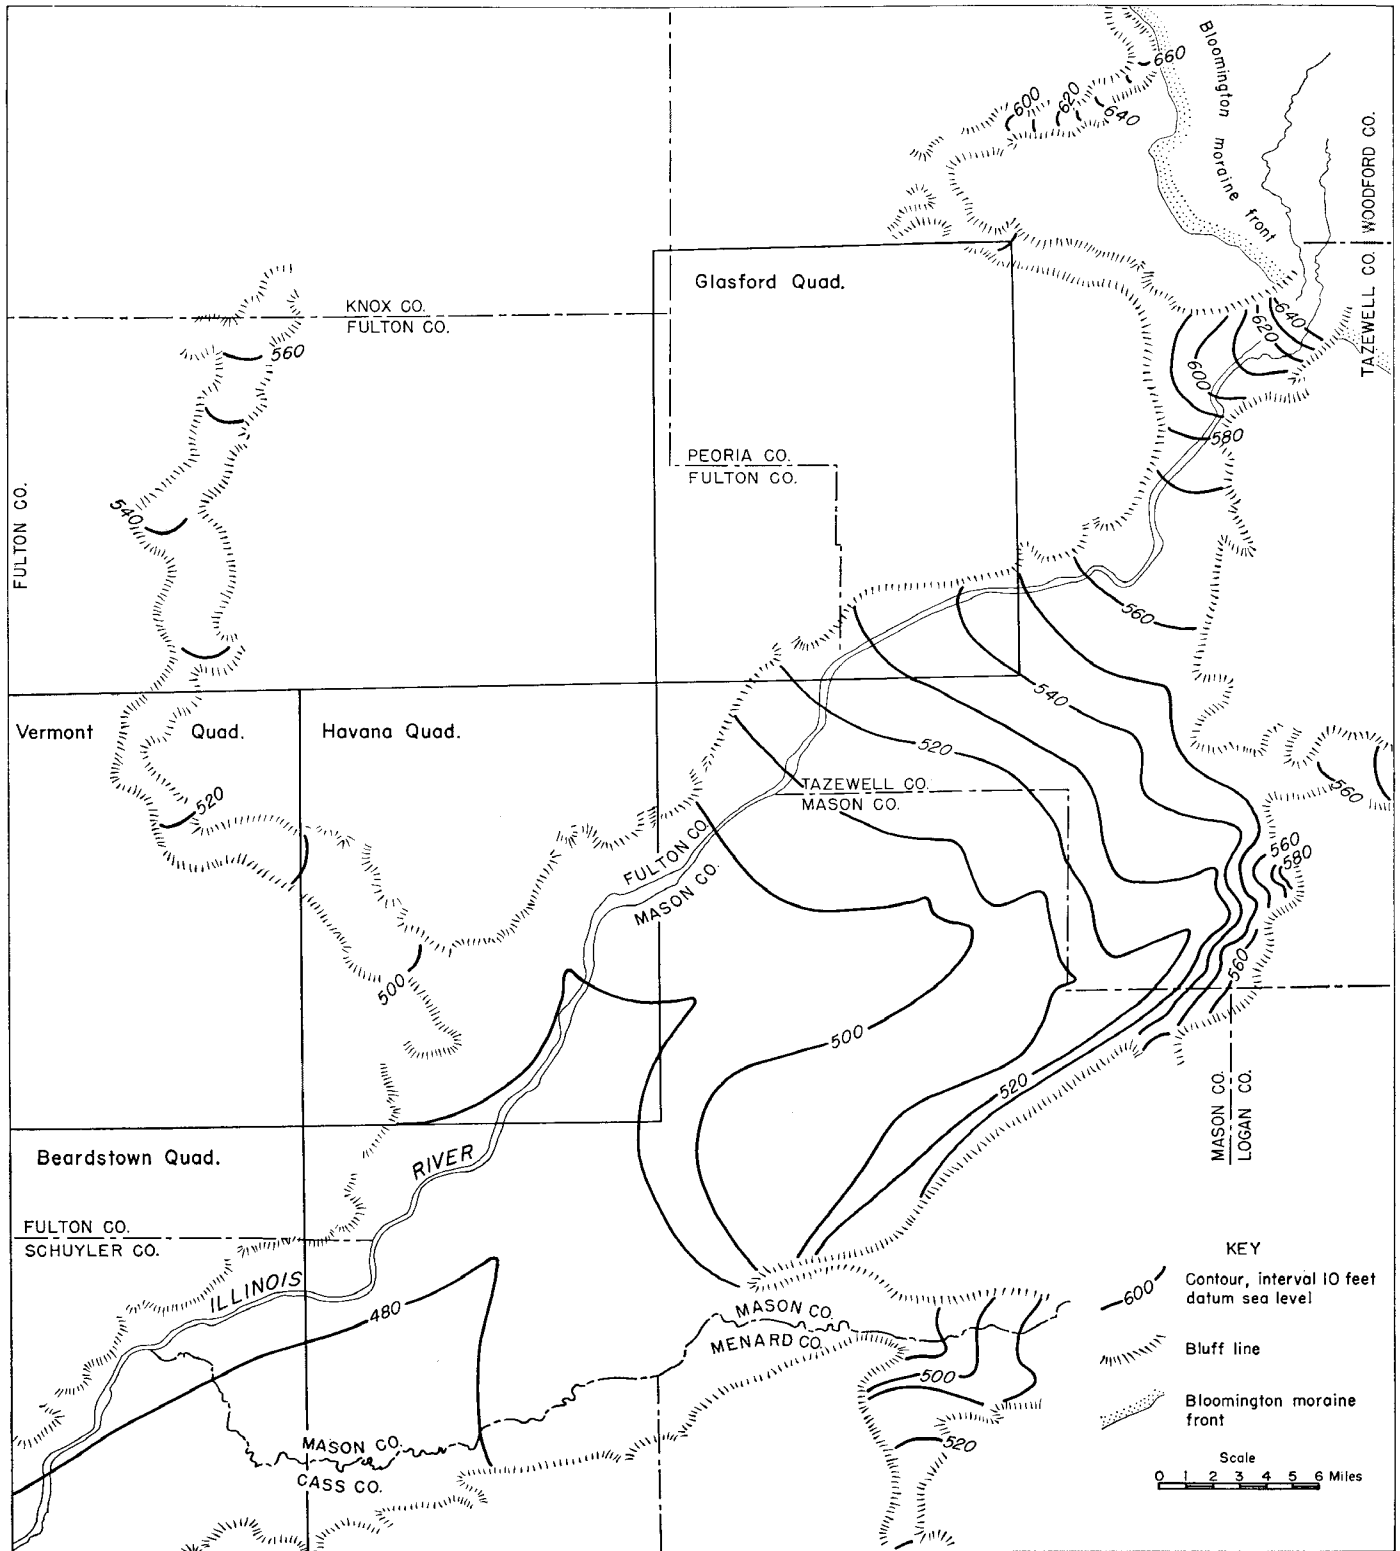 Bloomington moraine front
660
600
620
640
TAZEWELL CO. WOODFORD CO.
Glasford Quad.
KNOX CO.
FULTON CO.
560
640
620
600
580
PEORIA CO.
FULTON CO.
FULTON CO.
540
560
540
Vermont Quad.
Havana Quad.
520
TAZEWELL CO.
MASON CO.
560
520
FULTON CO.
MASON CO.
560
580
560
500
500
520
MASON CO.
LOGAN CO.
Beardstown Quad.
FULTON CO.
SCHUYLER CO.
ILLINOIS RIVER
480
MASON CO.
MENARD CO.
500
520
MASON CO.
CASS CO.
KEY
600
Contour, interval 10 feet
datum sea level
Bluff line
Bloomington moraine
front
Scale
0 1 2 3 4 5 6 Miles